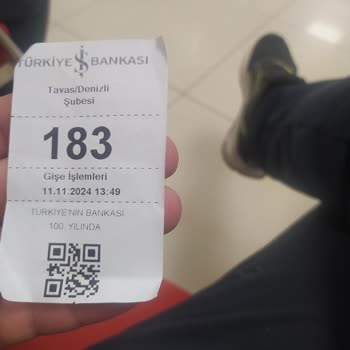 TÜRKİYE İŞ BANKASI
Tavas/Denizli
Şubesi
183
Gişe İşlemleri
11.11.2024 13:49
TÜRKİYE'NİN BANKASI
100. YILINDA